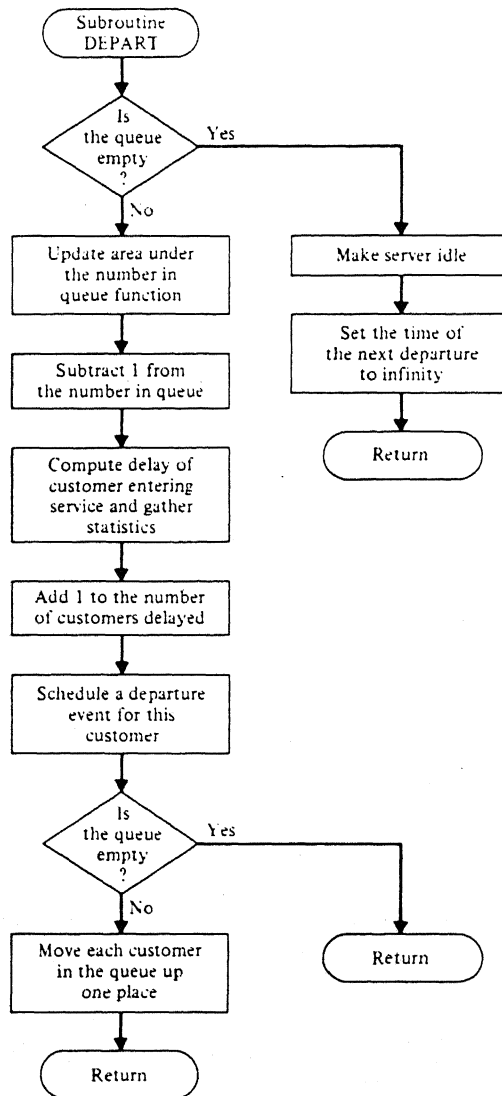 Subroutine
DEPART
Is
the queue
empty
?
Yes
No
Update area under
the number in
queue function
Make server idle
Subtract 1 from
the number in queue
Set the time of
the next departure
to infinity
Return
Compute delay of
customer entering
service and gather
statistics
Add 1 to the number
of customers delayed
Schedule a departure
event for this
customer
Is
the queue
empty
?
Yes
No
Move each customer
in the queue up
one place
Return
Return